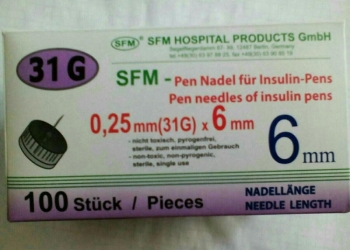 SFM® SFM HOSPITAL PRODUCTS GmbH
31 G
SFM - Pen Nadel für Insulin-Pens
Pen needles of insulin pens
0,25 mm (31G) x 6 mm
- nicht toxisch, pyrogenfrei,
sterile, zum einmaligen Gebrauch
- non-toxic, non-pyrogenic,
sterile, single use
6 mm
100 Stück / Pieces
NADELLÄNGE
NEEDLE LENGTH